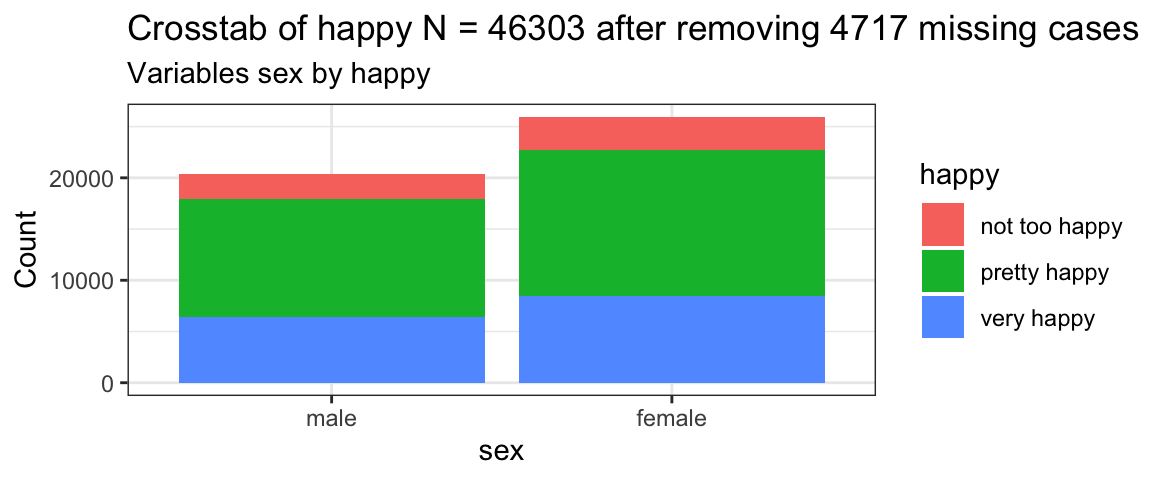 Crosstab of happy N = 46303 after removing 4717 missing cases
Variables sex by happy
Count
20000
10000
0
male female
sex
happy
not too happy
pretty happy
very happy